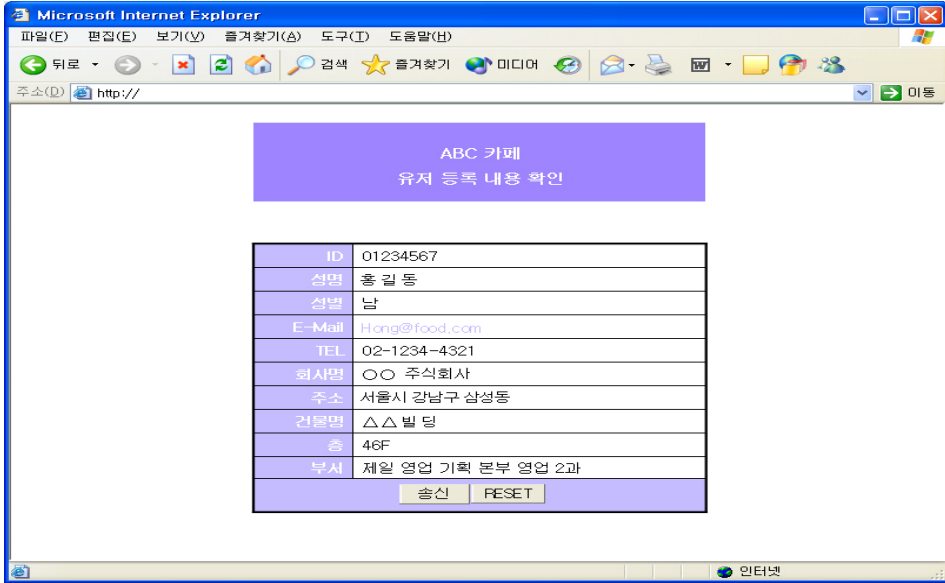 Microsoft Internet Explorer
파일(F) 편집(E) 보기(V) 즐겨찾기(A) 도구(T) 도움말(H)
뒤로 검색 즐겨찾기 미디어
주소(D) http:// 이동
ABC 카페
유저 등록 내용 확인
ID 01234567
성명 홍 길 동
성별 남
E-Mail Hong@food.com
TEL 02-1234-4321
회사명 ○○ 주식회사
주소 서울시 강남구 삼성동
건물명 △△빌딩
층 46F
부서 제일 영업 기획 본부 영업 2과
송신 RESET
인터넷